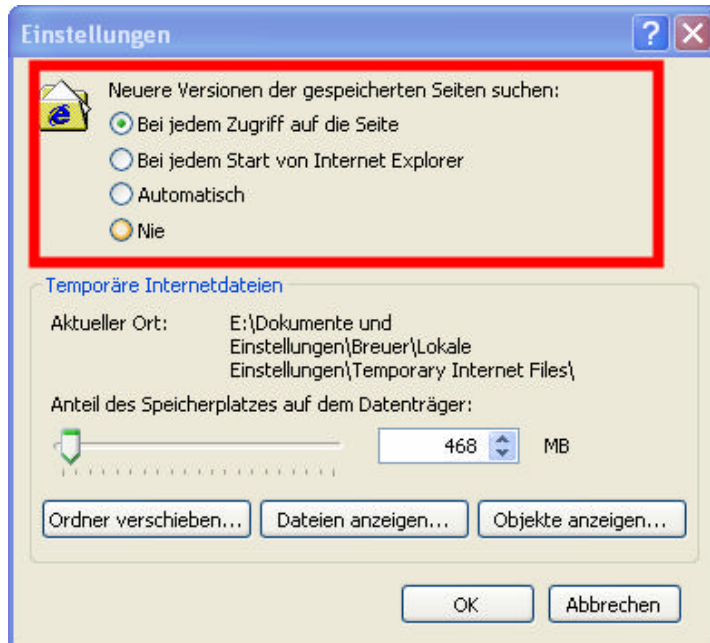 Einstellungen
Neuere Versionen der gespeicherten Seiten suchen:
Bei jedem Zugriff auf die Seite
Bei jedem Start von Internet Explorer
Automatisch
Nie
Temporäre Internetdateien
Aktueller Ort: E:\Dokumente und
Einstellungen\Breuer\Lokale
Einstellungen\Temporary Internet Files\
Anteil des Speicherplatzes auf dem Datenträger:
468 MB
Ordner verschieben... Dateien anzeigen... Objekte anzeigen...
OK Abbrechen